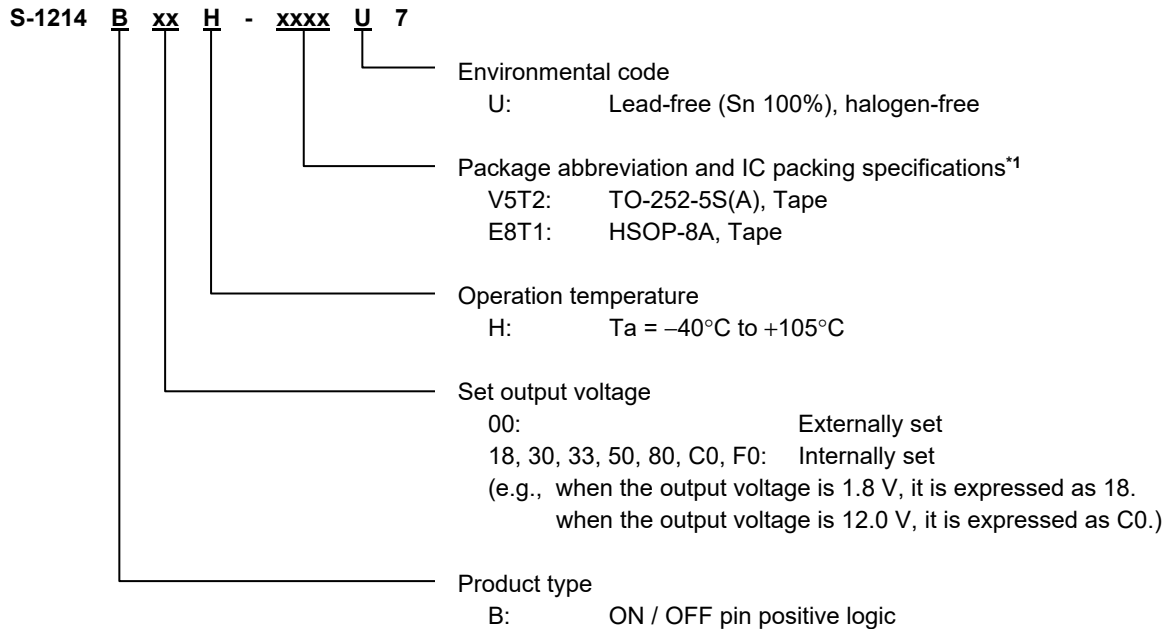 S-1214 B xx H - xxxx U 7
Environmental code
U: Lead-free (Sn 100%), halogen-free
Package abbreviation and IC packing specifications*1
V5T2: TO-252-5S(A), Tape
E8T1: HSOP-8A, Tape
Operation temperature
H: Ta = −40°C to +105°C
Set output voltage
00: Externally set
18, 30, 33, 50, 80, C0, F0: Internally set
(e.g., when the output voltage is 1.8 V, it is expressed as 18.
when the output voltage is 12.0 V, it is expressed as C0.)
Product type
B: ON / OFF pin positive logic